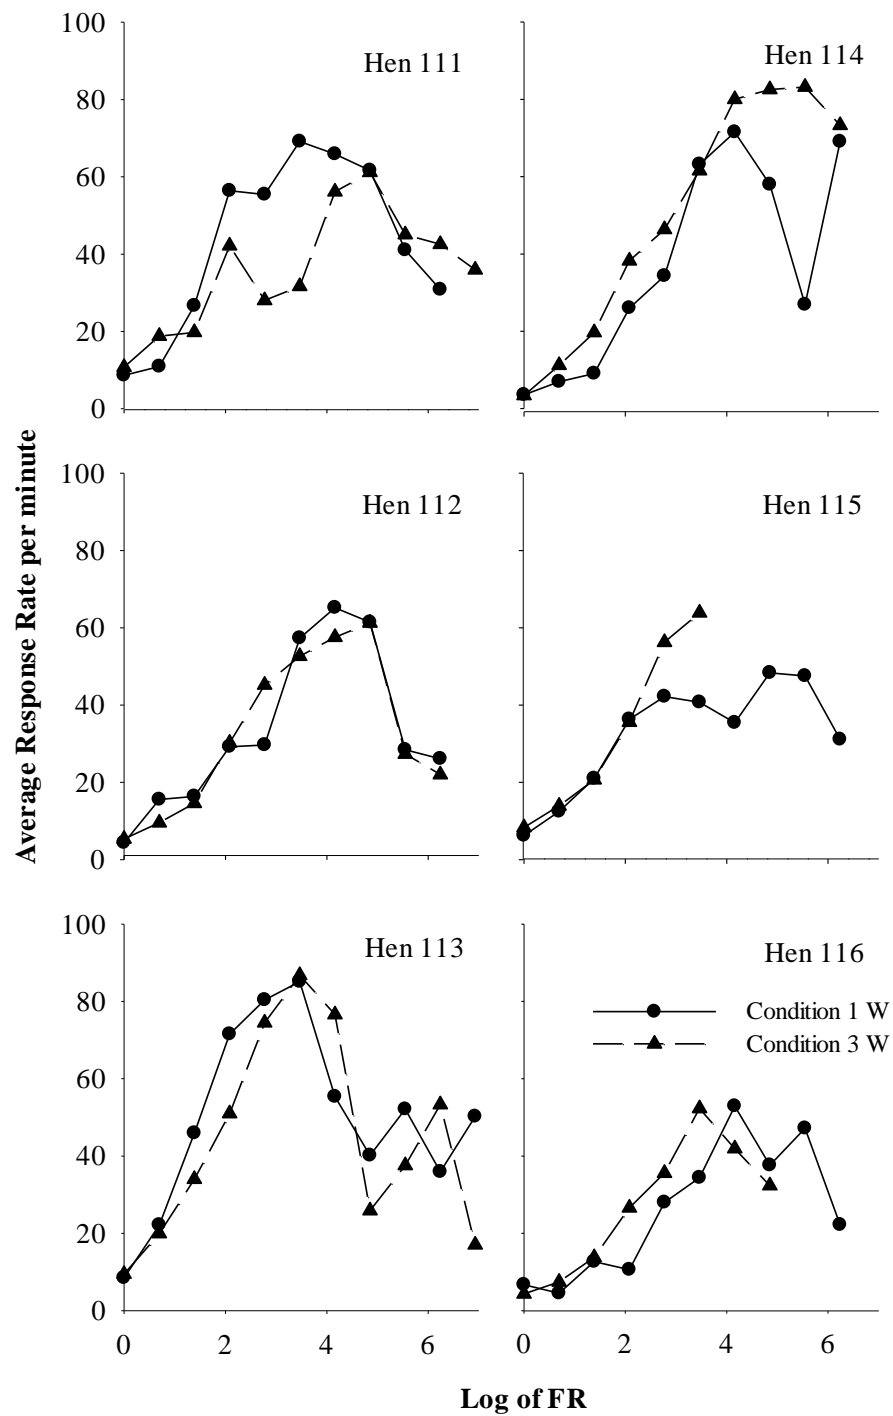 Average Response Rate per minute
100
80
60
40
20
0
Hen 111
Hen 114
100
80
60
40
20
0
Hen 112
Hen 115
100
80
60
40
20
0
Hen 113
Hen 116
Condition 1 W
Condition 3 W
0 2 4 6
0 2 4 6
Log of FR